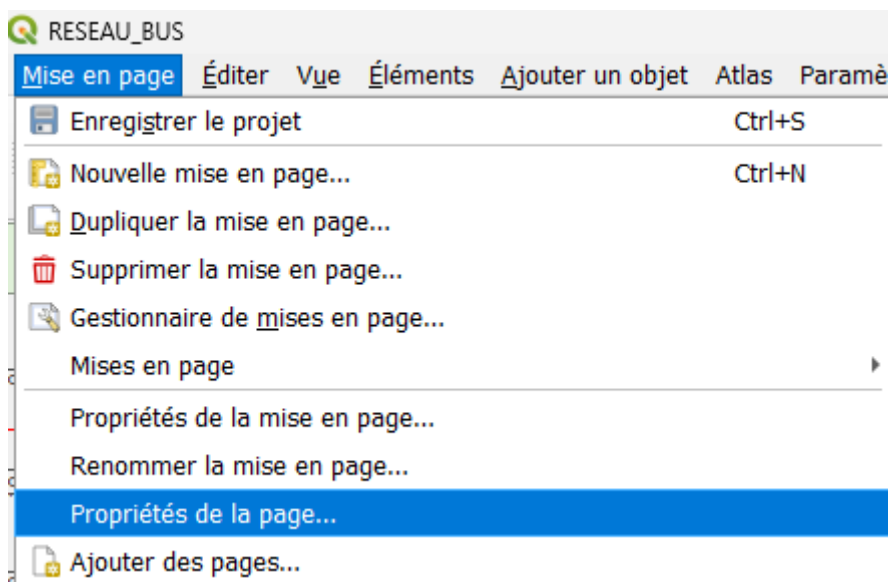 RESEAU_BUS
Mise en page Éditer Vue Éléments Ajouter un objet Atlas Paramè
Enregistrer le projet Ctrl+S
Nouvelle mise en page... Ctrl+N
Dupliquer la mise en page...
Supprimer la mise en page...
Gestionnaire de mises en page...
Mises en page
Propriétés de la mise en page...
Renommer la mise en page...
Propriétés de la page...
Ajouter des pages...